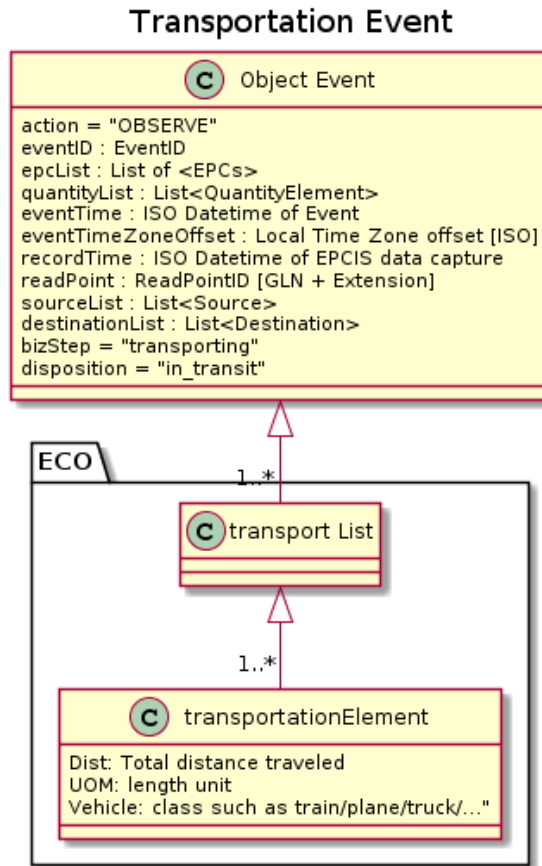 Transportation Event
C Object Event
action = "OBSERVE"
eventID : EventID
epcList : List of <EPCs>
quantityList : List<QuantityElement>
eventTime : ISO Datetime of Event
eventTimeZoneOffset : Local Time Zone offset [ISO]
recordTime : ISO Datetime of EPCIS data capture
readPoint : ReadPointID [GLN + Extension]
sourceList : List<Source>
destinationList : List<Destination>
bizStep = "transporting"
disposition = "in_transit"
ECO
1..*
C transport List
1..*
C transportationElement
Dist: Total distance traveled
UOM: length unit
Vehicle: class such as train/plane/truck/..."